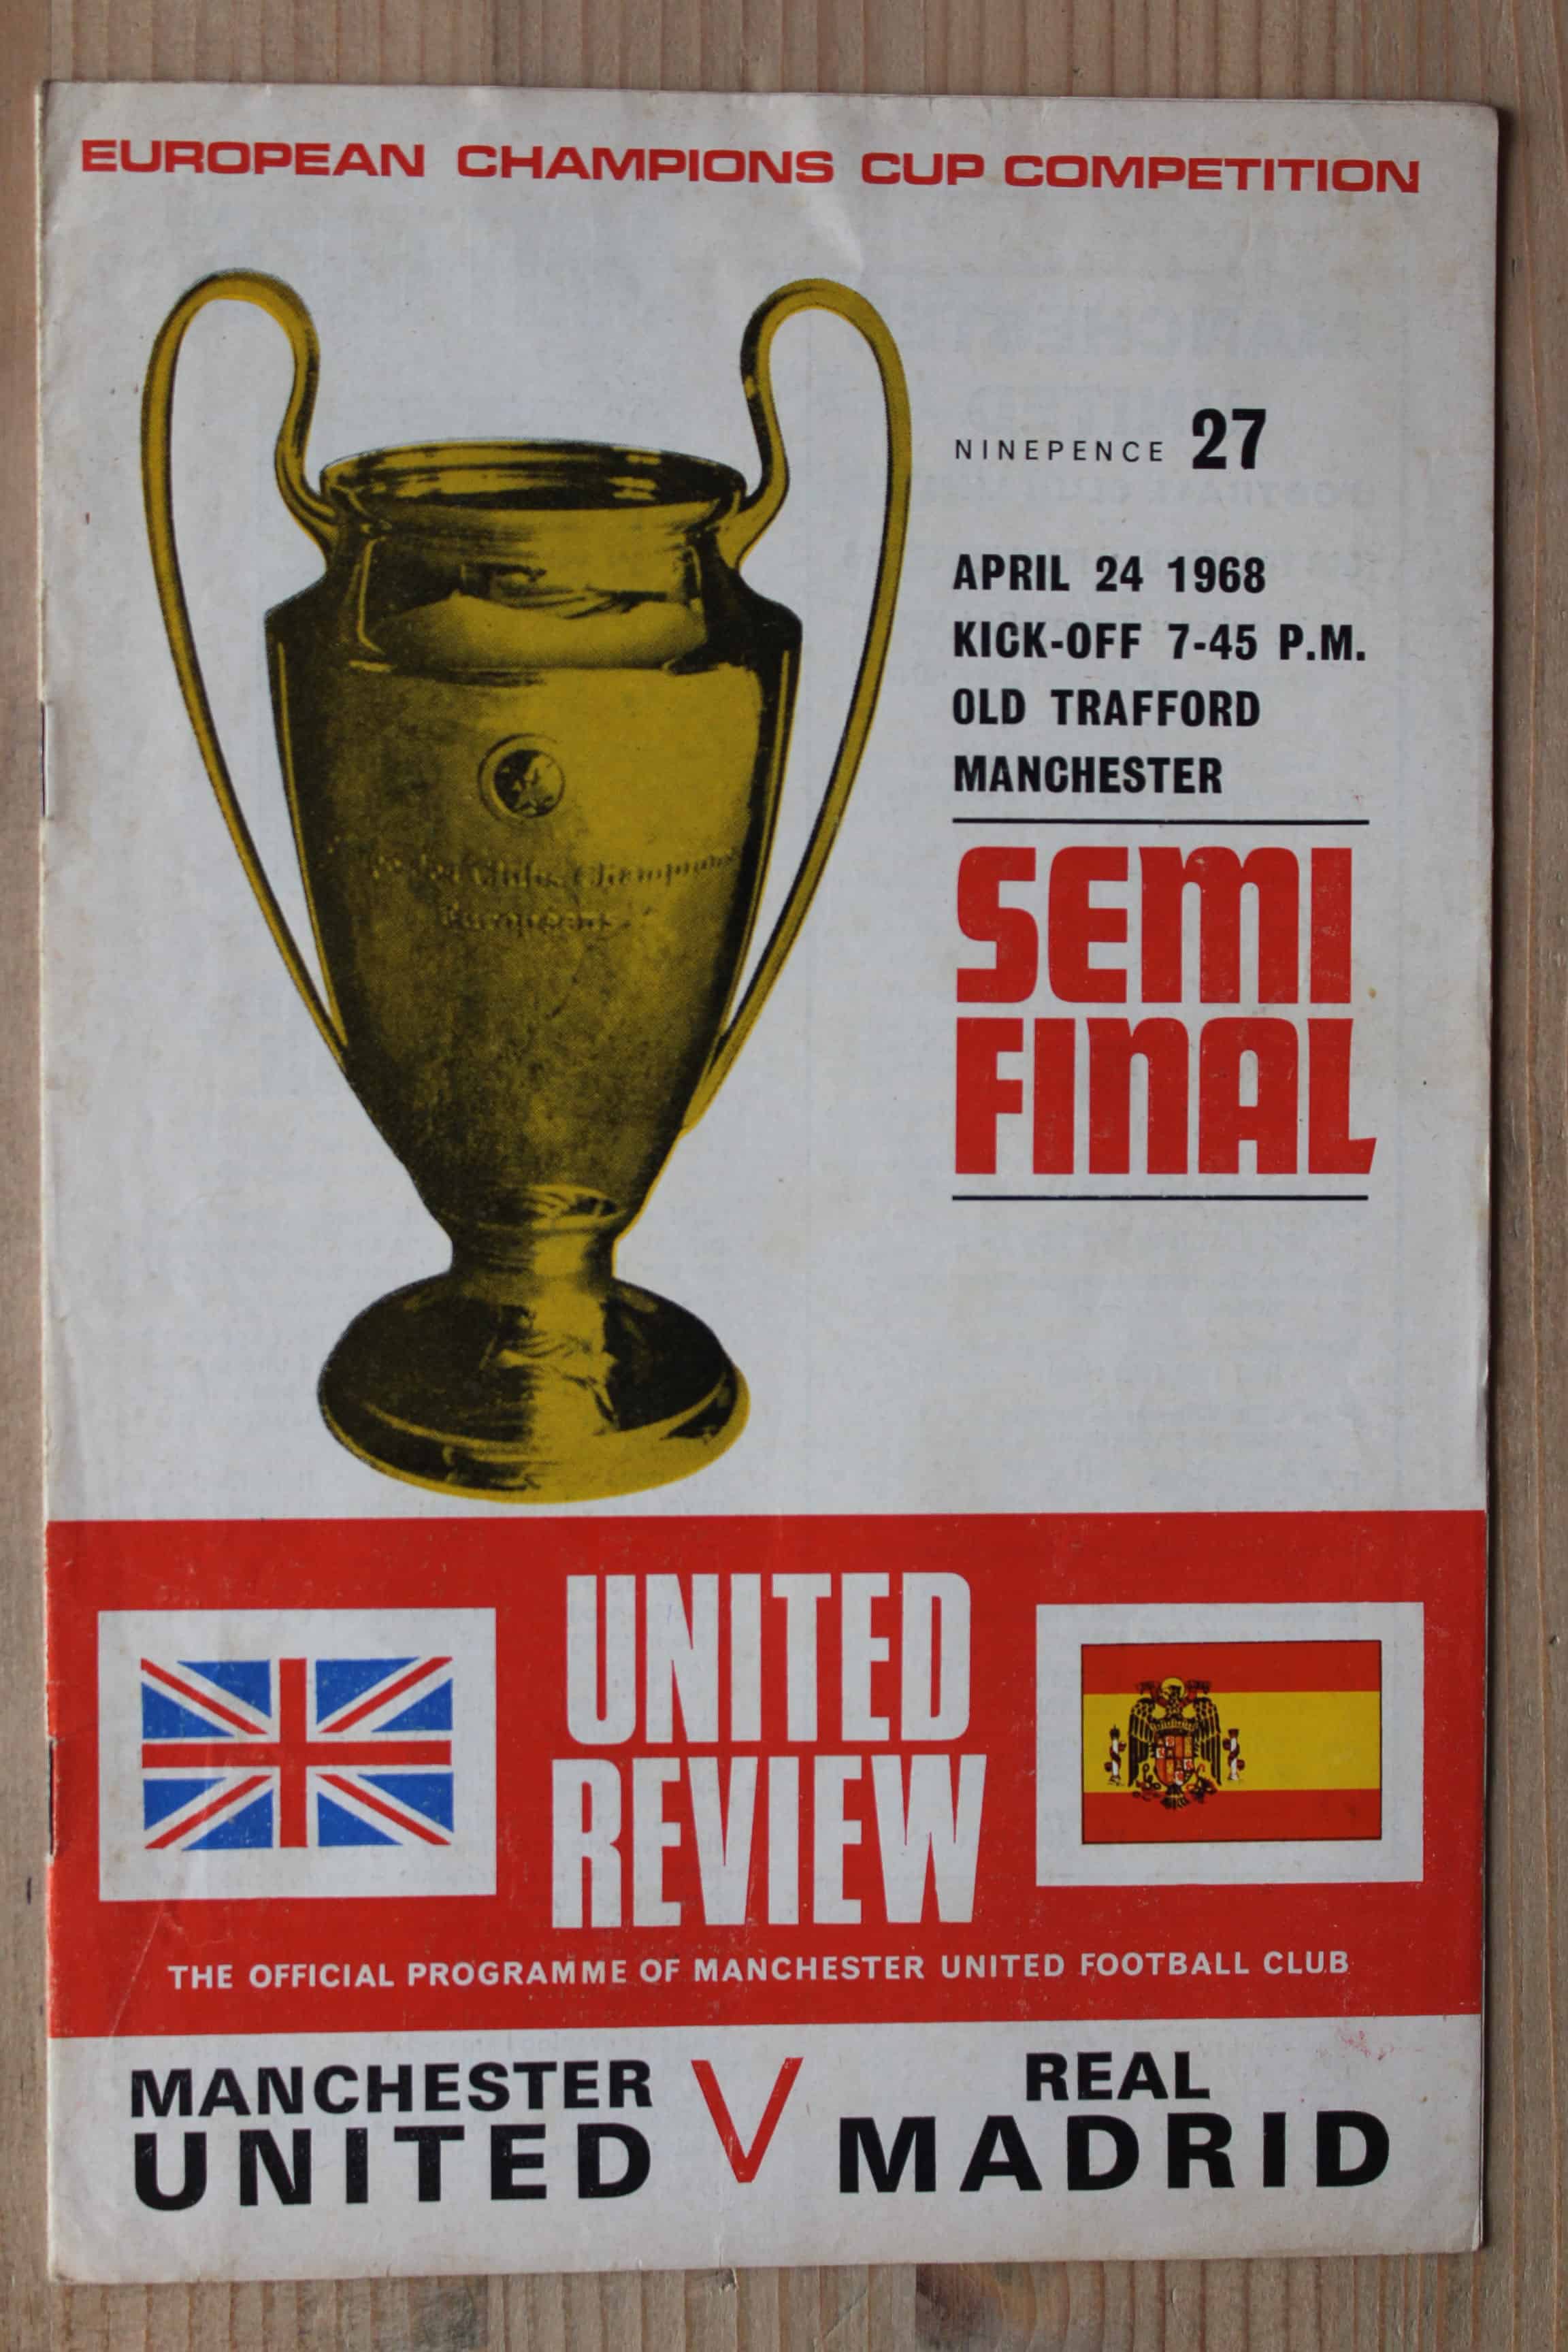 EUROPEAN CHAMPIONS CUP COMPETITION
NINEPENCE 27
APRIL 24 1968
KICK-OFF 7-45 P.M.
OLD TRAFFORD
MANCHESTER
SEMI
FINAL
UNITED
REVIEW
THE OFFICIAL PROGRAMME OF MANCHESTER UNITED FOOTBALL CLUB
MANCHESTER
UNITED
V
REAL
MADRID